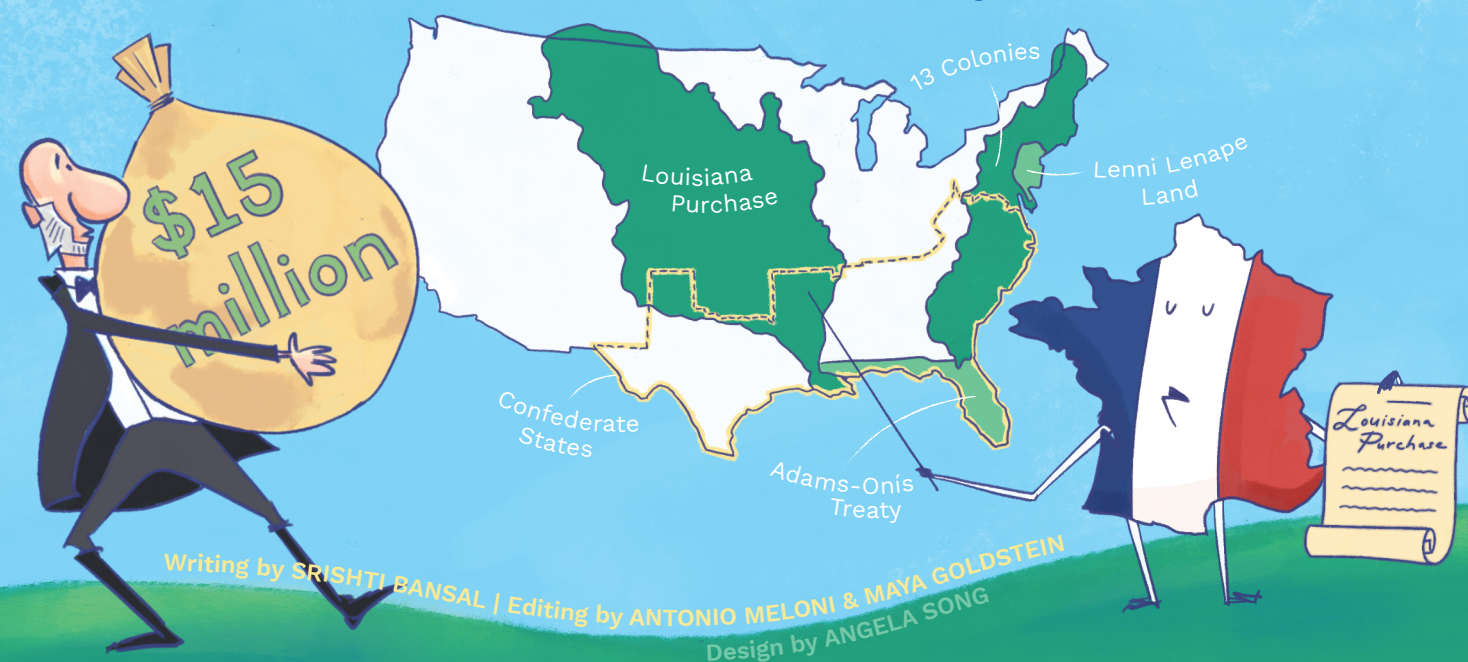 $15
million
13 Colonies
Louisiana
Purchase
Lenni Lenape
Land
Confederate
States
Adams-Onís
Treaty
Louisiana
Purchase
Writing by SRISHTI BANSAL | Editing by ANTONIO MELONI & MAYA GOLDSTEIN
Design by ANGELA SONG